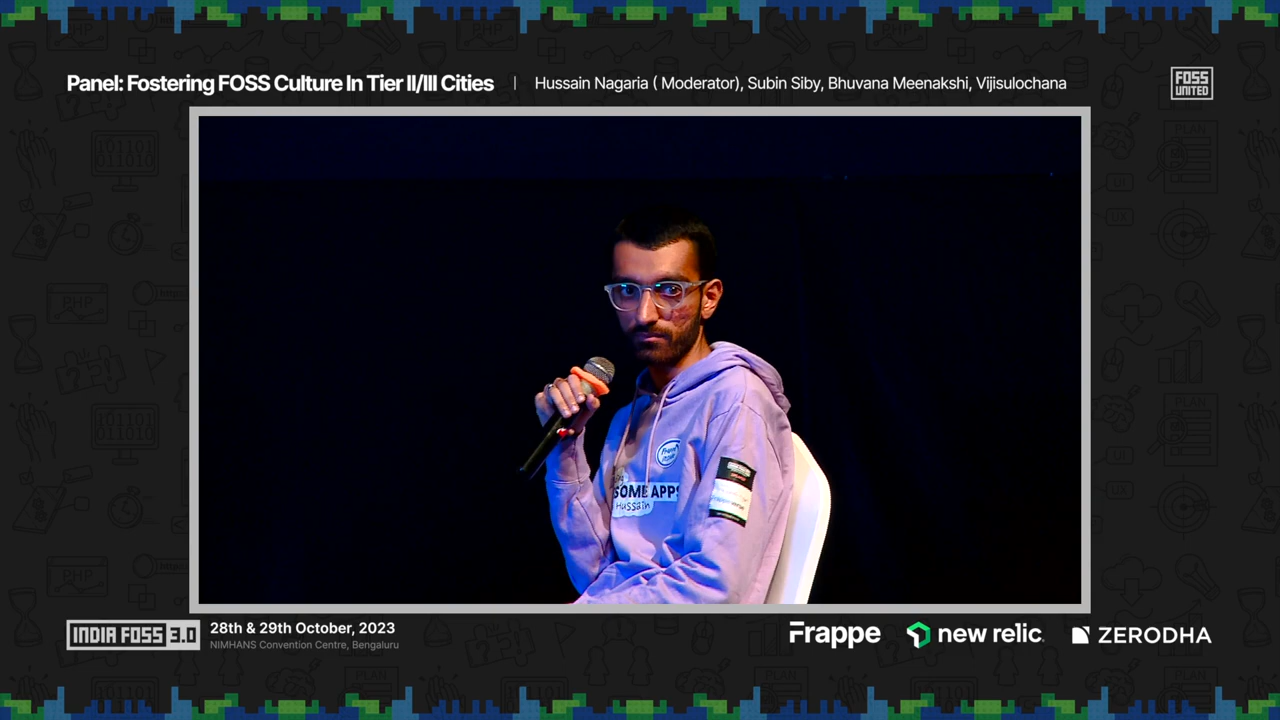 Panel: Fostering FOSS Culture In Tier II/III Cities | Hussain Nagaria ( Moderator), Subin Siby, Bhuvana Meenakshi, Vijisulochana
FOSS
UNITED
SOME APPS
Hussain
INDIA FOSS 3.0
28th & 29th October, 2023
NIMHANS Convention Centre, Bengaluru
Frappe
new relic
ZERODHA